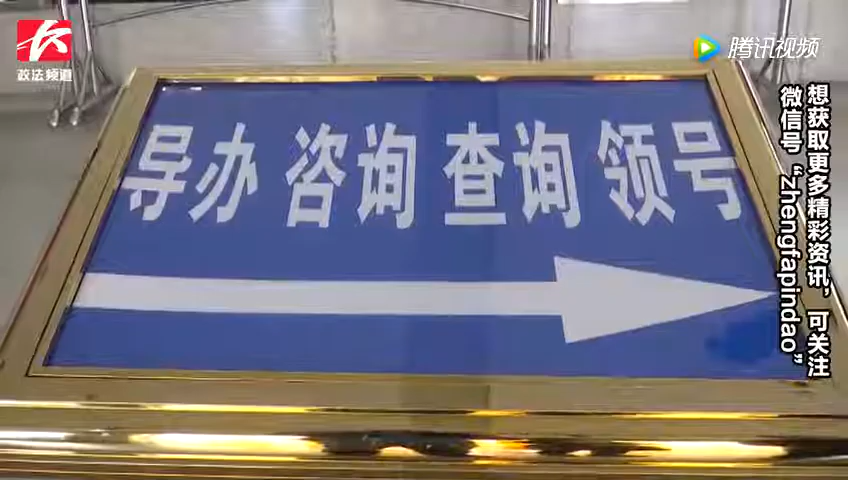 政法频道
腾讯视频
导办 咨询 查询 领号
想获取更多精彩资讯，可关注
微信号“zhengfapindao”